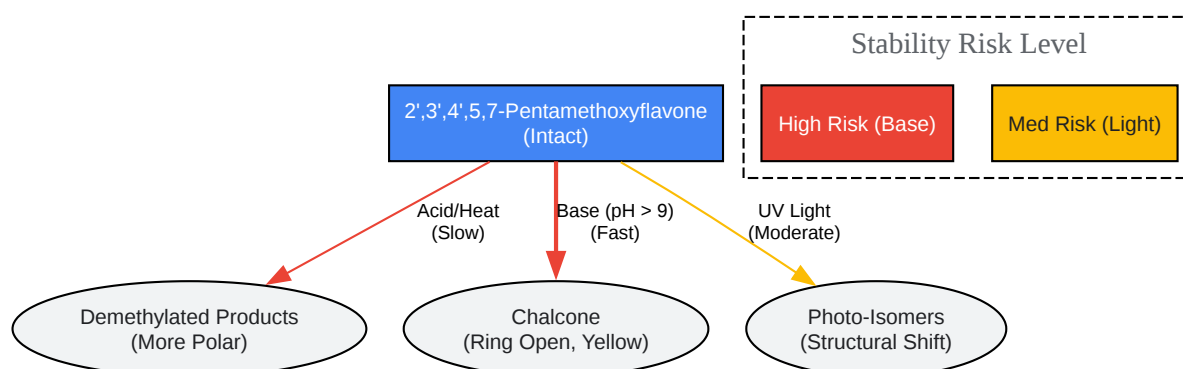 Stability Risk Level
2',3',4',5,7-Pentamethoxyflavone
(Intact)
High Risk (Base)
Med Risk (Light)
Acid/Heat
(Slow)
Base (pH > 9)
(Fast)
UV Light
(Moderate)
Demethylated Products
(More Polar)
Chalcone
(Ring Open, Yellow)
Photo-Isomers
(Structural Shift)